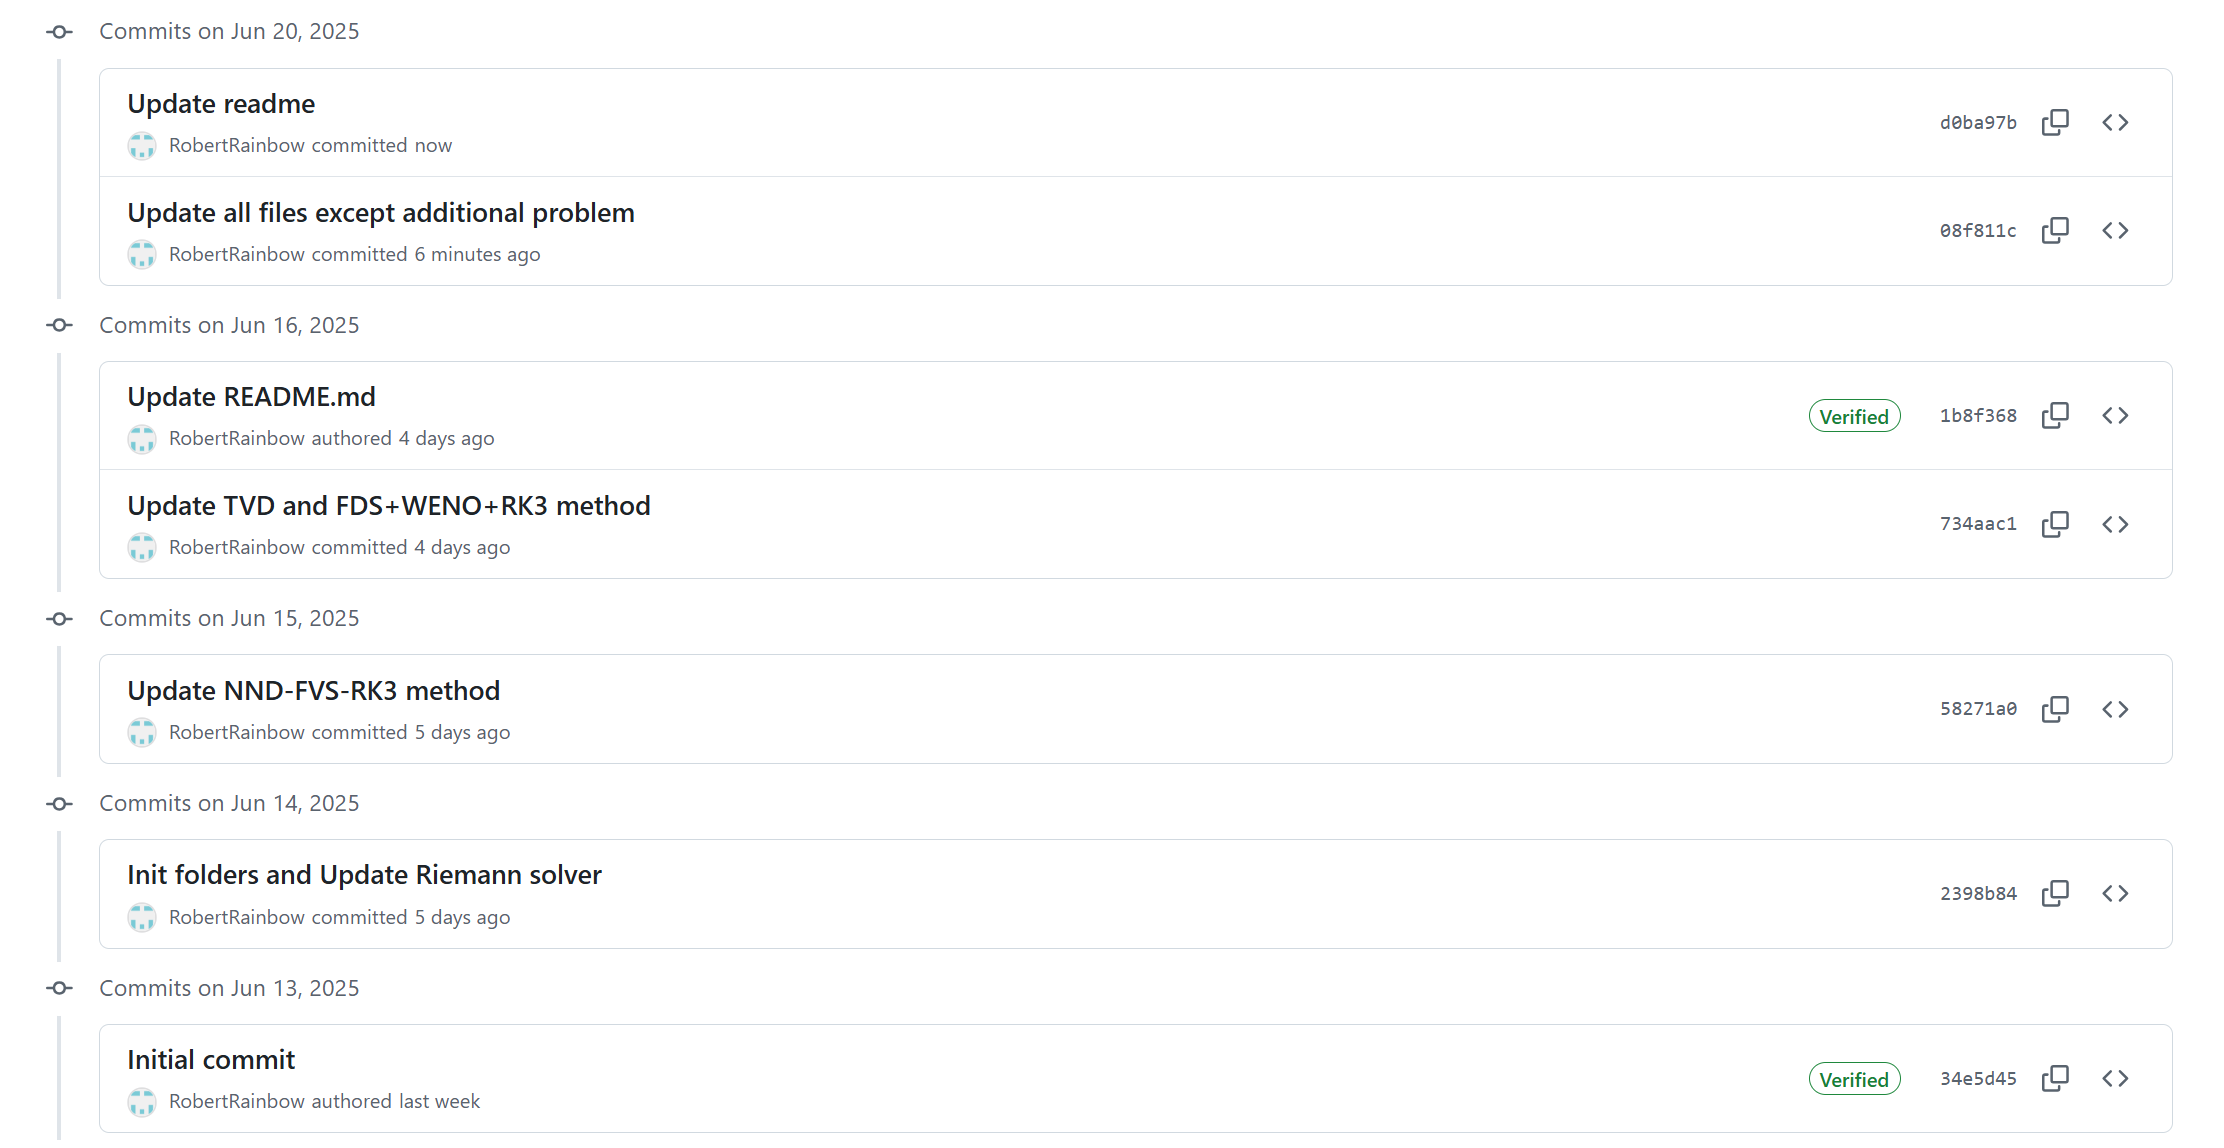 Commits on Jun 20, 2025
Update readme
d0ba97b
RobertRainbow committed now
Update all files except additional problem
08f811c
RobertRainbow committed 6 minutes ago
Commits on Jun 16, 2025
Update README.md
Verified 1b8f368
RobertRainbow authored 4 days ago
Update TVD and FDS+WENO+RK3 method
734aac1
RobertRainbow committed 4 days ago
Commits on Jun 15, 2025
Update NND-FVS-RK3 method
58271a0
RobertRainbow committed 5 days ago
Commits on Jun 14, 2025
Init folders and Update Riemann solver
2398b84
RobertRainbow committed 5 days ago
Commits on Jun 13, 2025
Initial commit
Verified 34e5d45
RobertRainbow authored last week